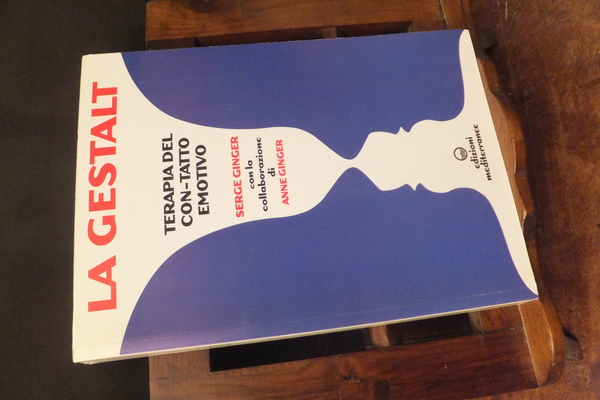 LA GESTALT
TERAPIA DEL
CON-TATTO
EMOTIVO
SERGE GINGER
con la
collaborazione
di
ANNE GINGER
edizioni
mediterranee